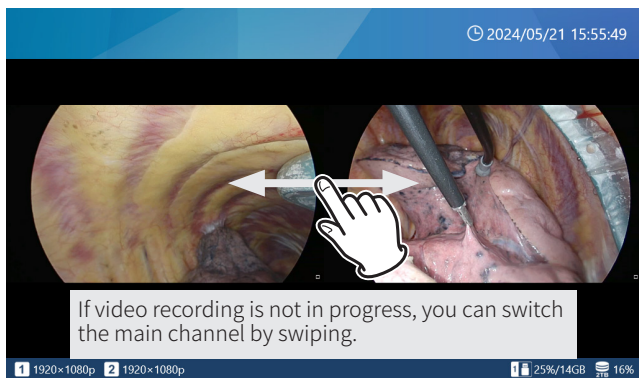 2024/05/21 15:55:49
If video recording is not in progress, you can switch
the main channel by swiping.
1 1920×1080p 2 1920×1080p 1 25%/14GB 2TB 16%